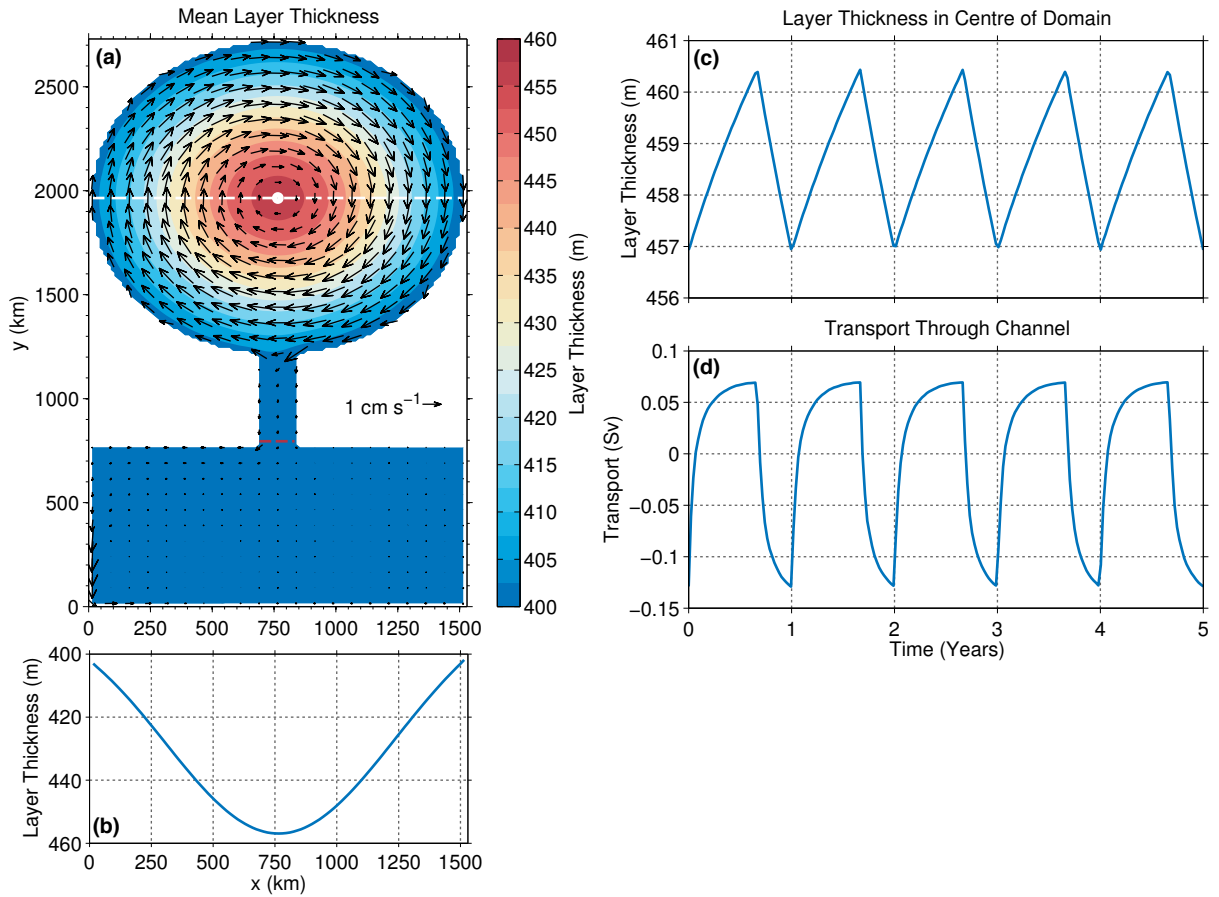 Mean Layer Thickness
(a)
2500
2000
1500
1000
500
0
y (km)
1 cm s⁻¹
0 250 500 750 1000 1250 1500
460
455
450
445
440
435
430
425
420
415
410
405
400
Layer Thickness (m)
400
420
440
460
Layer Thickness (m)
(b)
0 250 500 750 1000 1250 1500
x (km)
Layer Thickness in Centre of Domain
(c)
461
460
459
458
457
456
Layer Thickness (m)
Transport Through Channel
(d)
0.1
0.05
0
−0.05
−0.1
−0.15
Transport (Sv)
0 1 2 3 4 5
Time (Years)